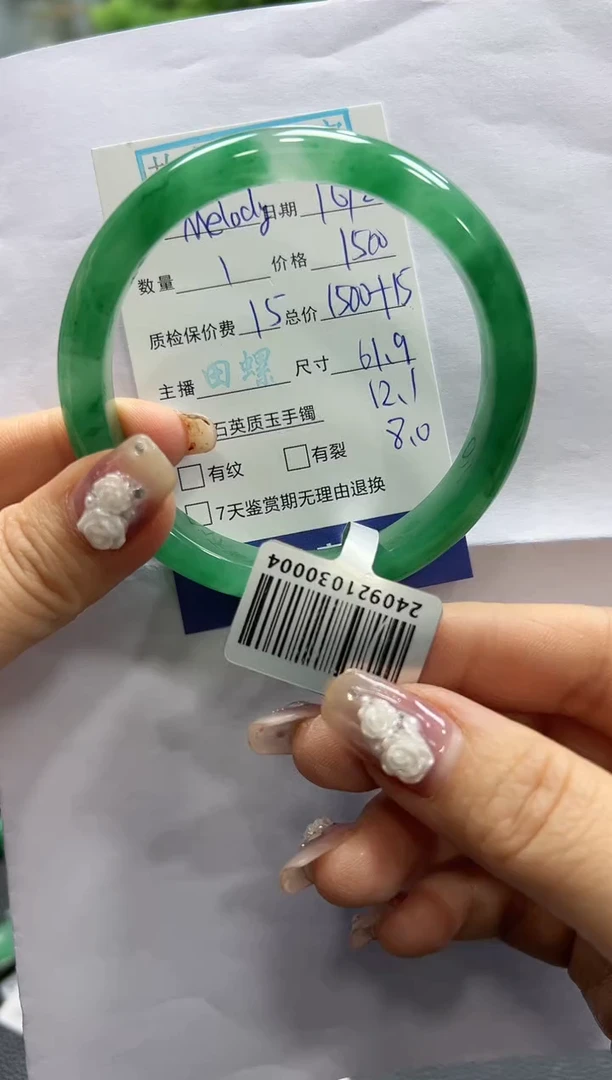 Melody 日期
数量 1 价格 1500
质检保价费 15 总价 1500+15
主播 田螺 尺寸 61.9
12.1
8.0
石英质玉手镯
有纹 有裂
7天鉴赏期无理由退换
240921030004